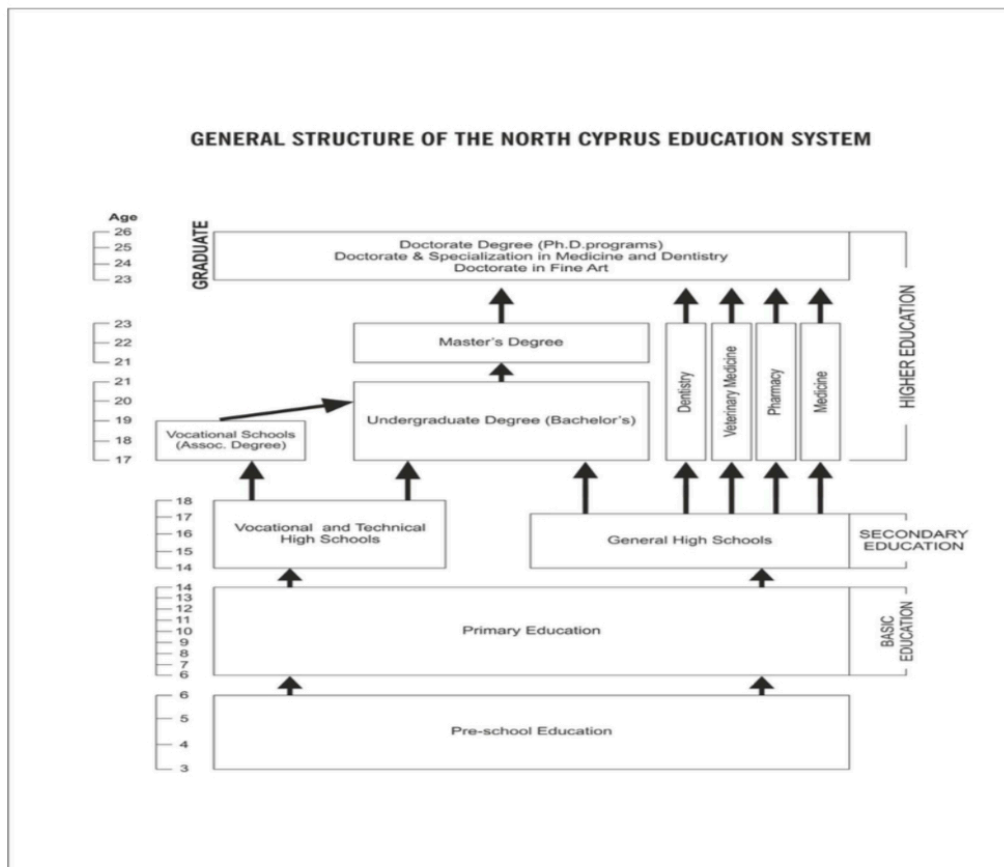 GENERAL STRUCTURE OF THE NORTH CYPRUS EDUCATION SYSTEM
Age
26
25
24
23
GRADUATE
Doctorate Degree (Ph.D.programs)
Doctorate & Specialization in Medicine and Dentistry
Doctorate in Fine Art
HIGHER EDUCATION
23
22
21
Master's Degree
21
20
19
18
17
Vocational Schools
(Assoc. Degree)
Undergraduate Degree (Bachelor's)
Dentistry
Veterinary Medicine
Pharmacy
Medicine
18
17
16
15
14
Vocational and Technical
High Schools
General High Schools
SECONDARY
EDUCATION
14
13
12
11
10
9
8
7
6
Primary Education
BASIC
EDUCATION
6
5
4
3
Pre-school Education